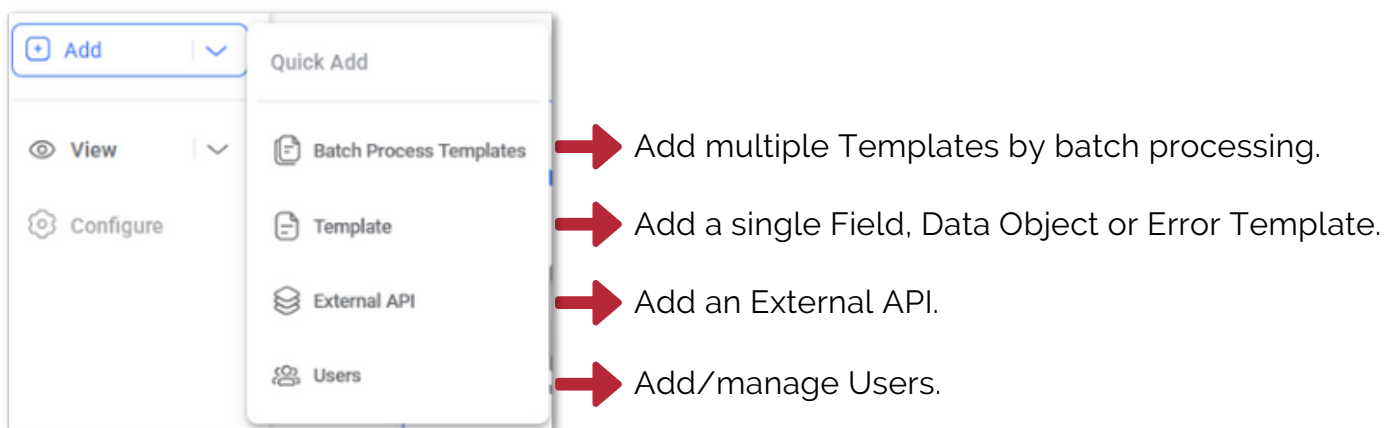 Add
Quick Add
View
Batch Process Templates
Add multiple Templates by batch processing.
Configure
Template
Add a single Field, Data Object or Error Template.
External API
Add an External API.
Users
Add/manage Users.